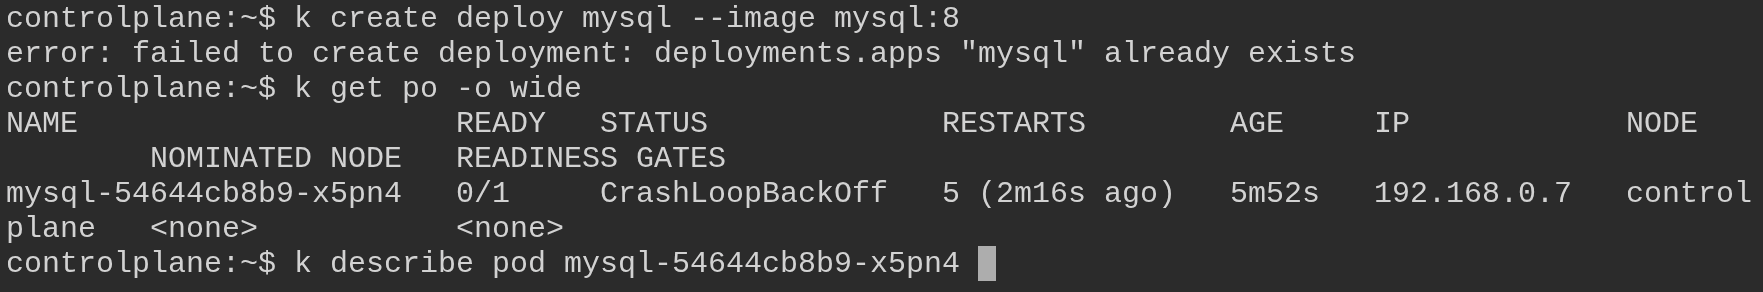 controlplane:~$ k create deploy mysql --image mysql:8
error: failed to create deployment: deployments.apps "mysql" already exists
controlplane:~$ k get po -o wide
NAME                     READY   STATUS             RESTARTS        AGE     IP            NODE
        NOMINATED NODE   READINESS GATES
mysql-54644cb8b9-x5pn4   0/1     CrashLoopBackOff   5 (2m16s ago)   5m52s   192.168.0.7   control
plane   <none>           <none>
controlplane:~$ k describe pod mysql-54644cb8b9-x5pn4